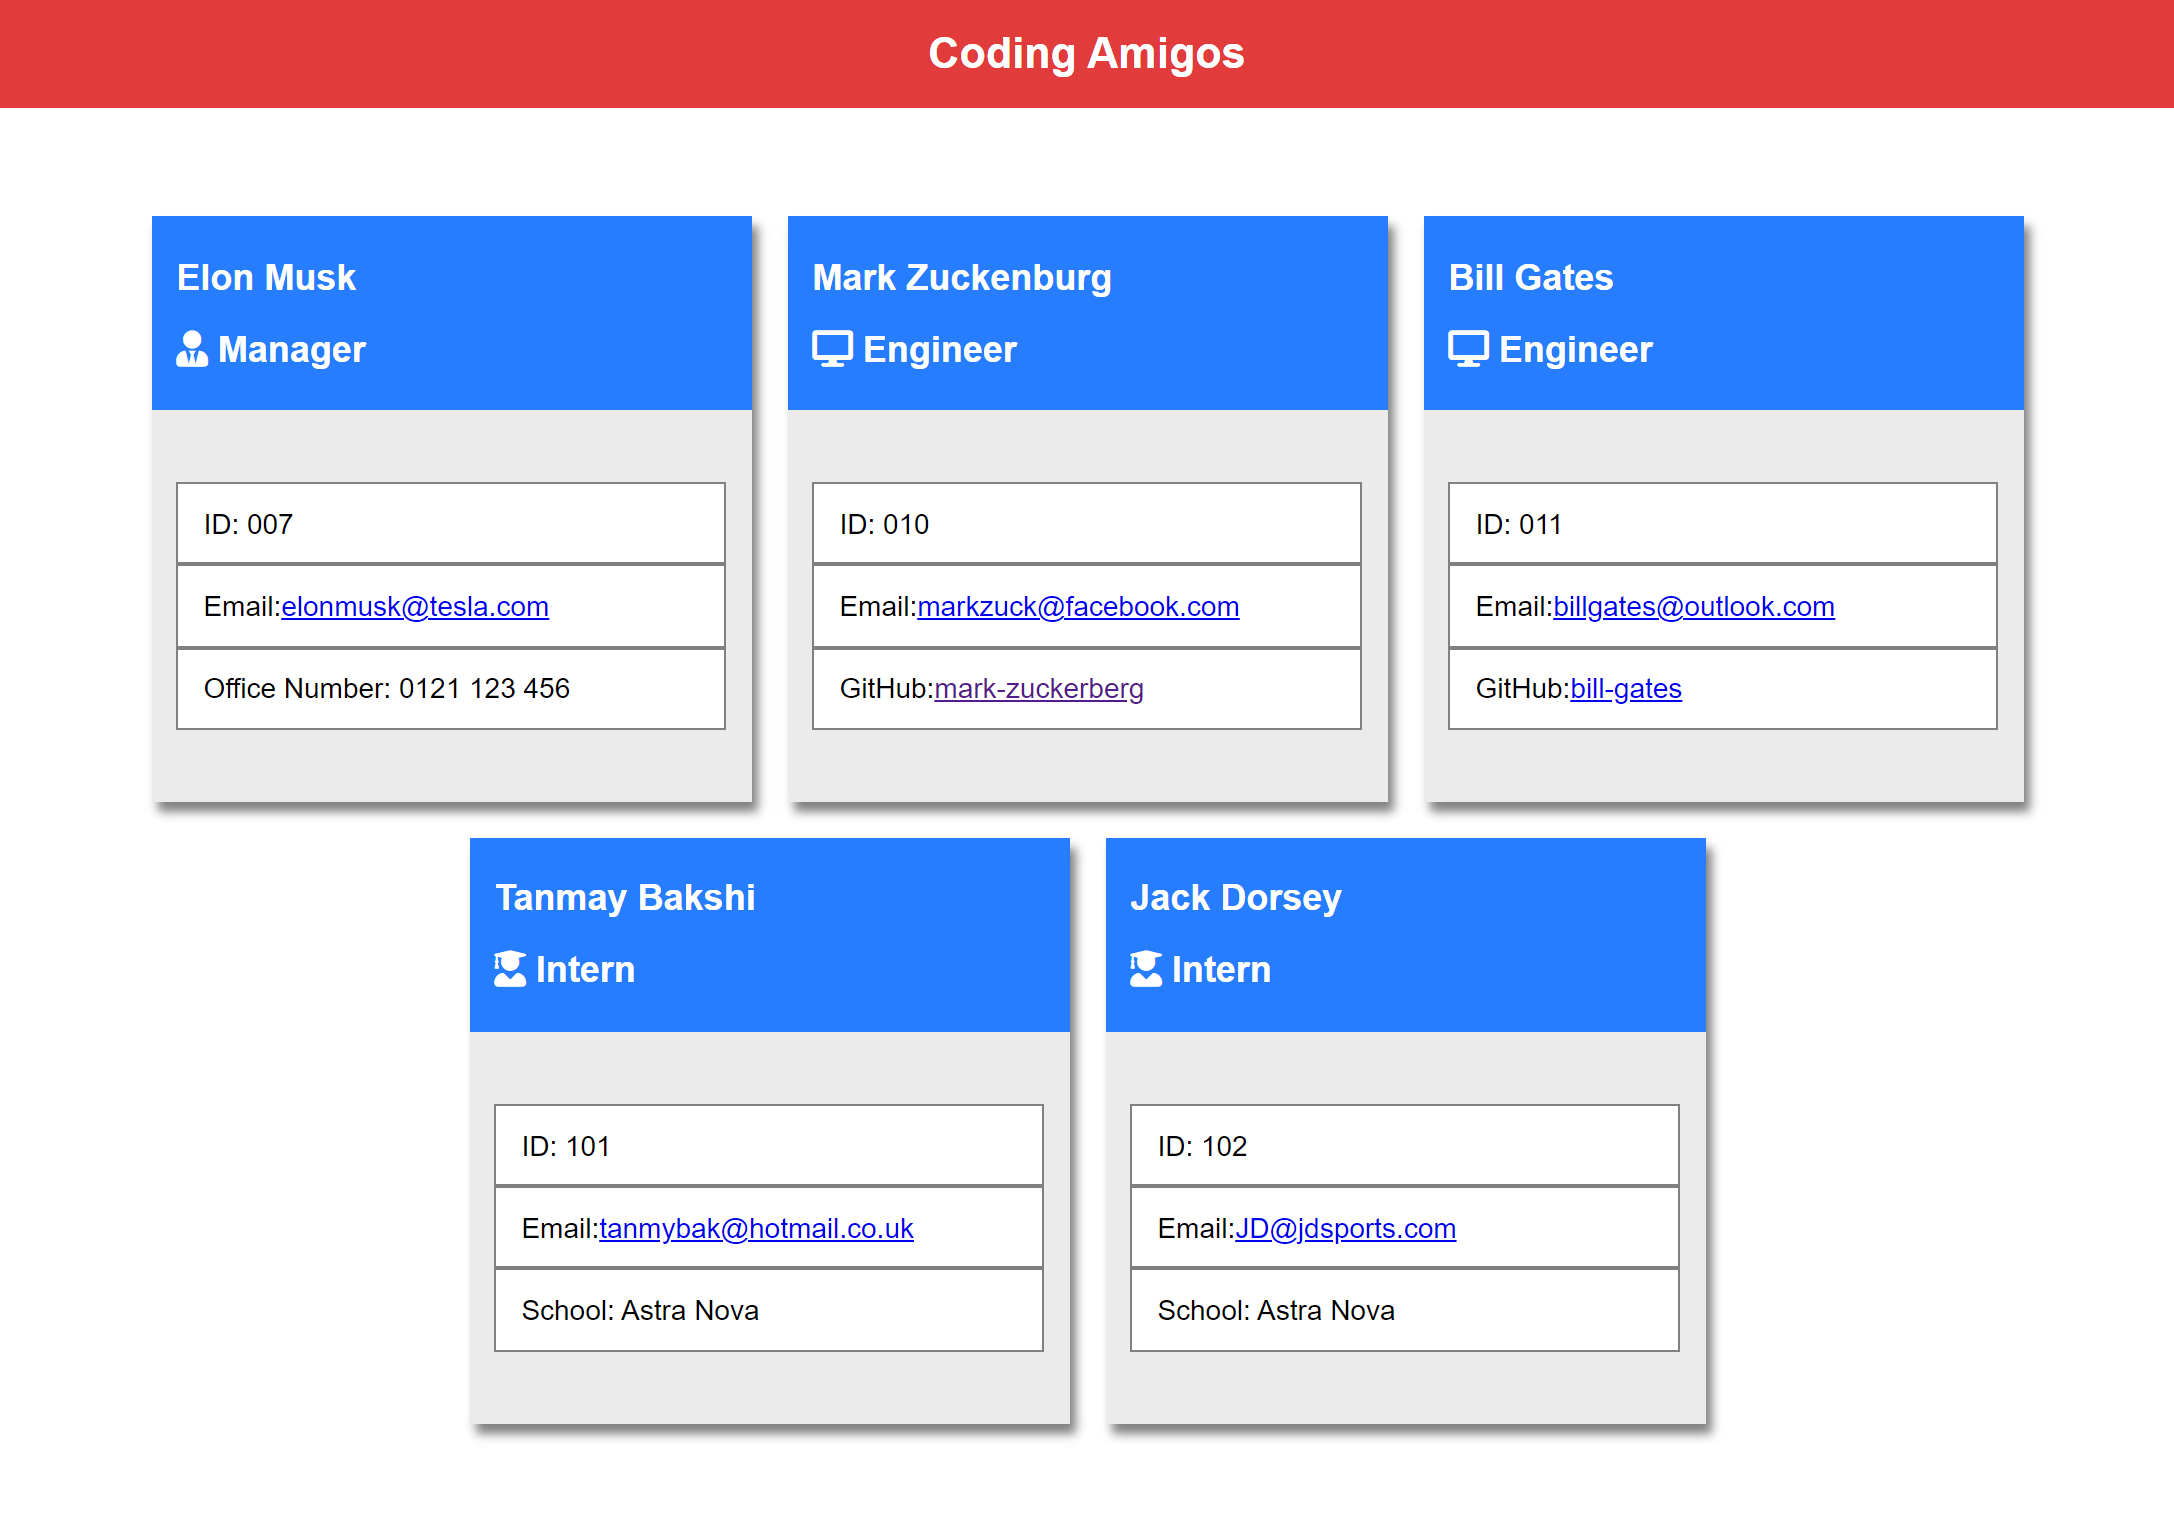 Coding Amigos
Elon Musk
Manager
ID: 007
Email:elonmusk@tesla.com
Office Number: 0121 123 456
Mark Zuckenburg
Engineer
ID: 010
Email:markzuck@facebook.com
GitHub:mark-zuckerberg
Bill Gates
Engineer
ID: 011
Email:billgates@outlook.com
GitHub:bill-gates
Tanmay Bakshi
Intern
ID: 101
Email:tanmybak@hotmail.co.uk
School: Astra Nova
Jack Dorsey
Intern
ID: 102
Email:JD@jdsports.com
School: Astra Nova